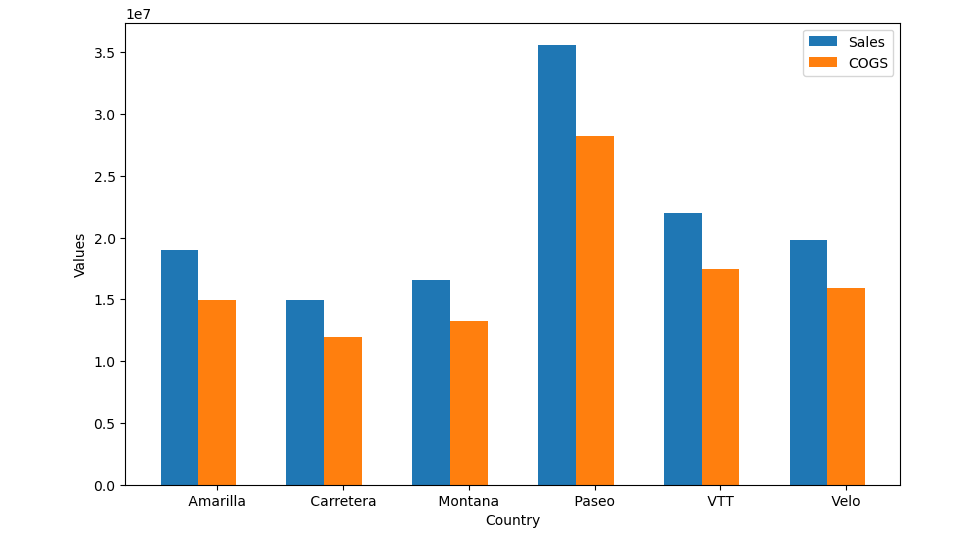 1e7
Sales
COGS
3.5
3.0
2.5
2.0
1.5
1.0
0.5
0.0
Values
Amarilla Carretera Montana Paseo VTT Velo
Country